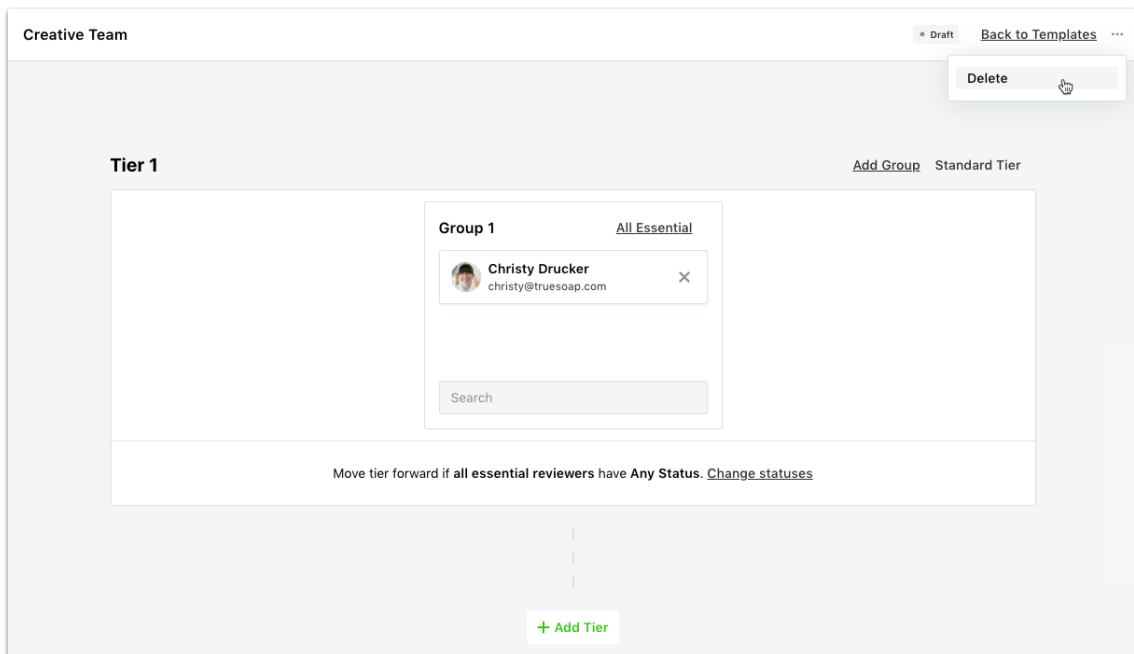 Creative Team
Draft
Back to Templates
Delete
Tier 1
Add Group
Standard Tier
Group 1
All Essential
Christy Drucker
christy@truesoap.com
Search
Move tier forward if all essential reviewers have Any Status. Change statuses
+ Add Tier